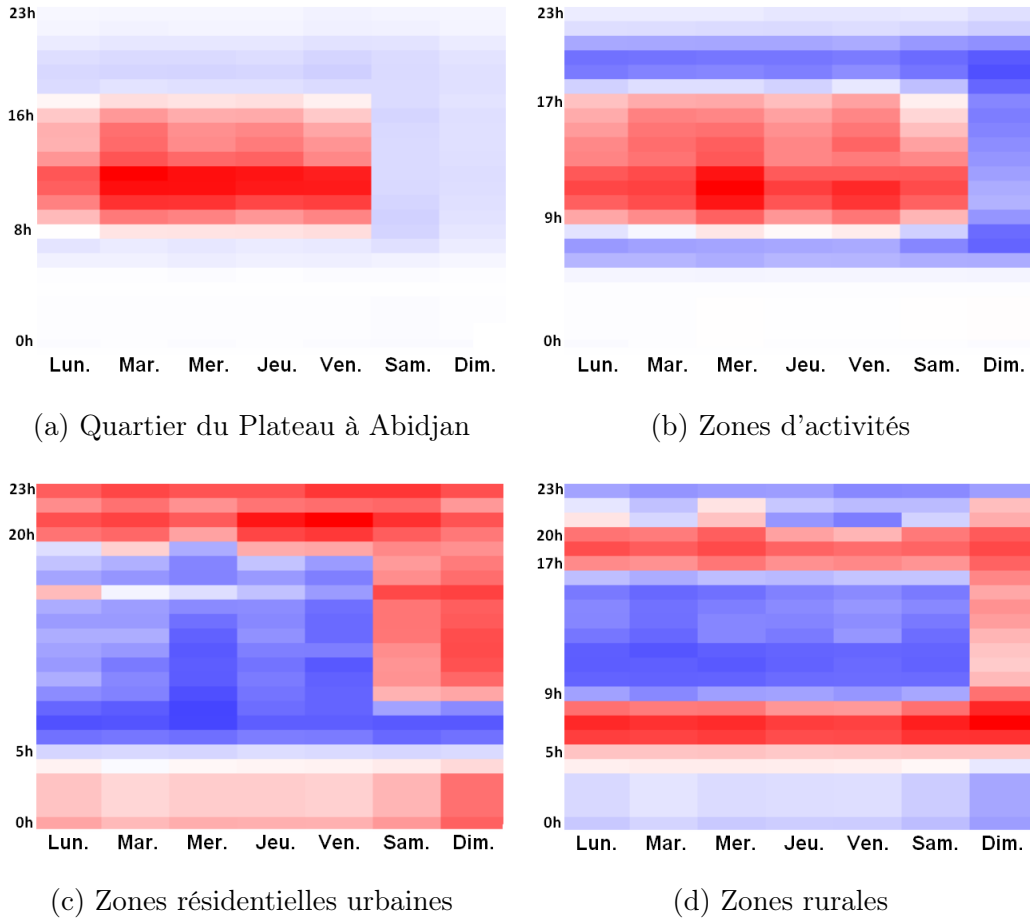 23h
16h
8h
0h
Lun. Mar. Mer. Jeu. Ven. Sam. Dim.
(a) Quartier du Plateau à Abidjan
23h
17h
9h
0h
Lun. Mar. Mer. Jeu. Ven. Sam. Dim.
(b) Zones d'activités
23h
20h
5h
0h
Lun. Mar. Mer. Jeu. Ven. Sam. Dim.
(c) Zones résidentielles urbaines
23h
20h
17h
9h
5h
0h
Lun. Mar. Mer. Jeu. Ven. Sam. Dim.
(d) Zones rurales